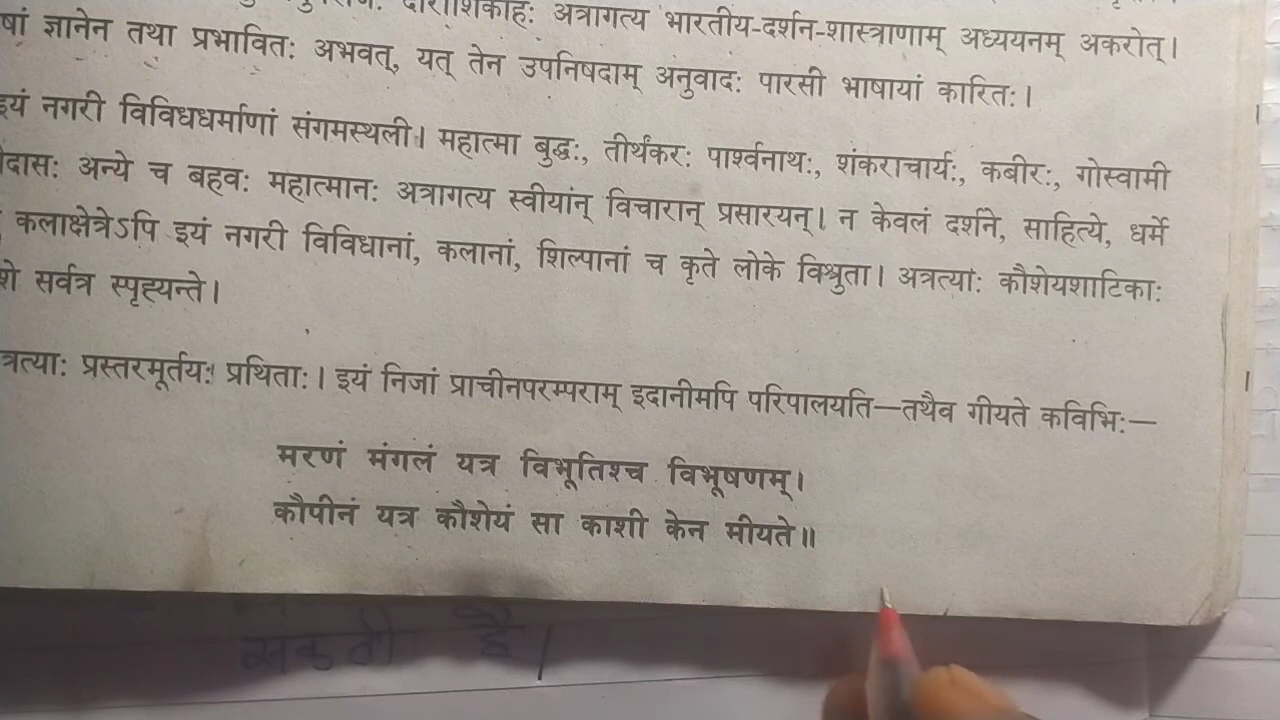 दाराशिकोहः अत्रागत्य भारतीय-दर्शन-शास्त्राणाम् अध्ययनम् अकरोत्।
ज्ञानेन तथा प्रभावितः अभवत्, यत् तेन उपनिषदाम् अनुवादः पारसी भाषायां कारितः।
इयं नगरी विविधधर्माणां संगमस्थली। महात्मा बुद्धः, तीर्थंकरः पार्श्वनाथः, शंकराचार्यः, कबीरः, गोस्वामी
दासः अन्ये च बहवः महात्मानः अत्रागत्य स्वीयांन् विचारान् प्रसारयन्। न केवलं दर्शने, साहित्ये, धर्मे
कलाक्षेत्रेऽपि इयं नगरी विविधानां, कलानां, शिल्पानां च कृते लोके विश्रुता। अत्रत्याः कौशेयशाटिकाः
शे सर्वत्र स्पृह्यन्ते।
त्रत्याः प्रस्तरमूर्तयः प्रथिताः। इयं निजां प्राचीनपरम्पराम् इदानीमपि परिपालयति—तथैव गीयते कविभिः—
मरणं मंगलं यत्र विभूतिश्च विभूषणम्।
कौपीनं यत्र कौशेयं सा काशी केन मीयते॥
सकती है।